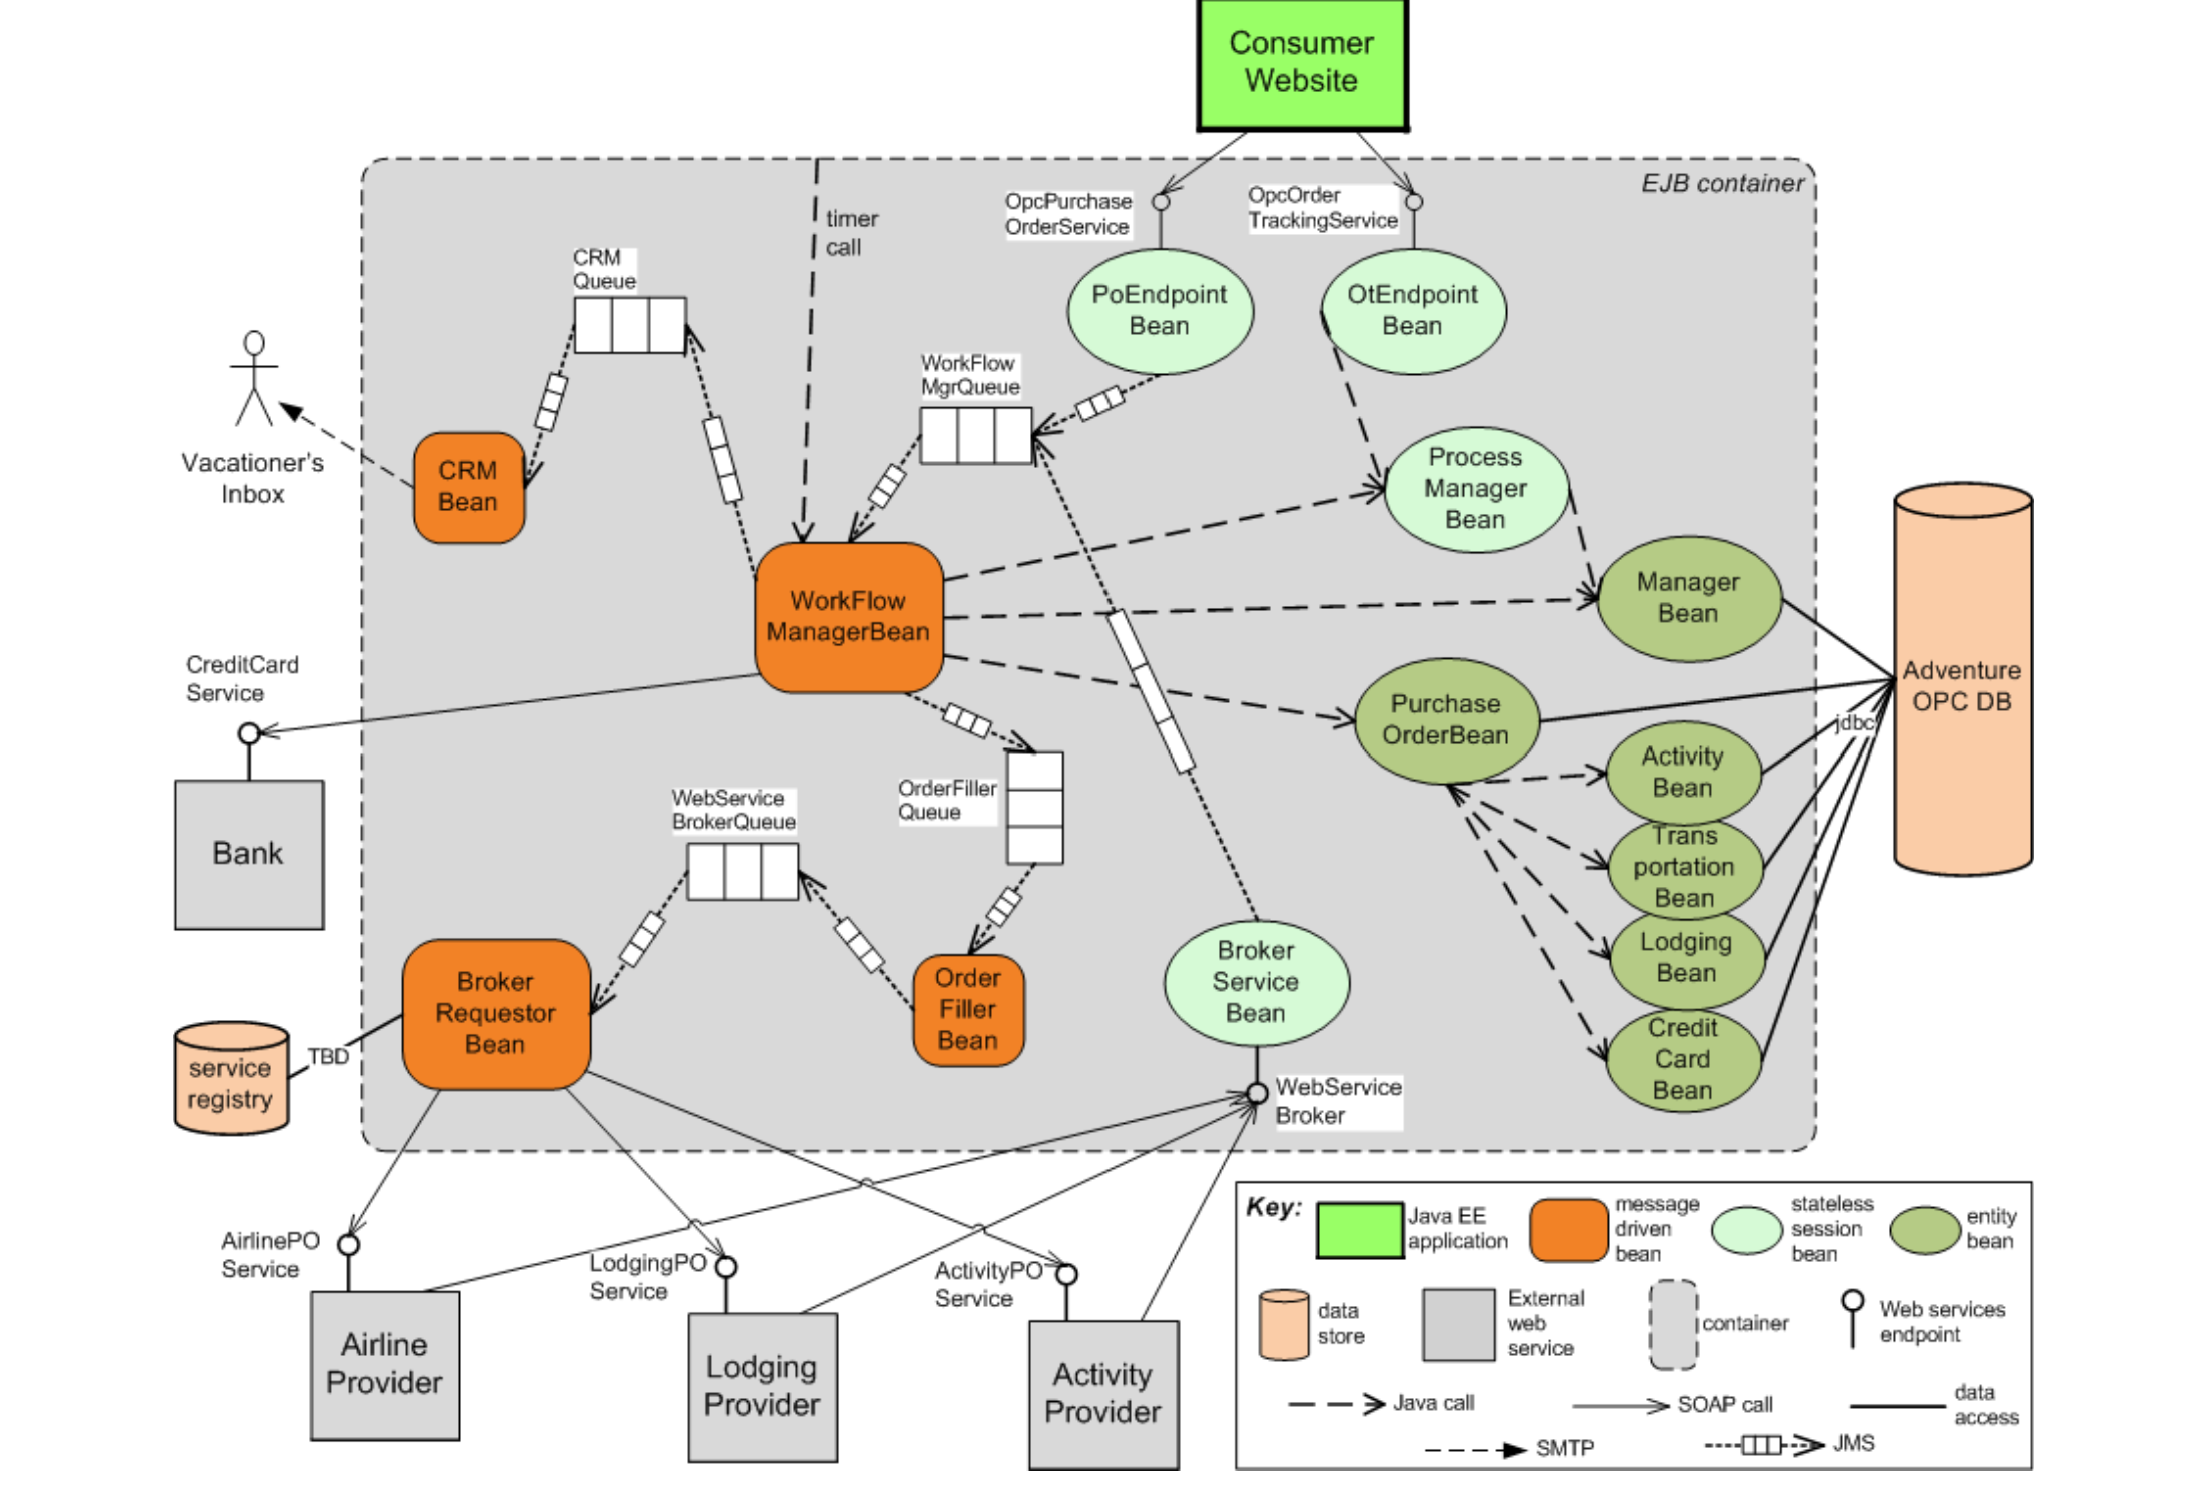 Consumer
Website
EJB container
OpcPurchase
OrderService
OpcOrder
TrackingService
timer
call
CRM
Queue
PoEndpoint
Bean
OtEndpoint
Bean
WorkFlow
MgrQueue
Vacationer's
Inbox
CRM
Bean
Process
Manager
Bean
WorkFlow
ManagerBean
Manager
Bean
Adventure
OPC DB
CreditCard
Service
Purchase
OrderBean
jdbc
Bank
WebService
BrokerQueue
OrderFiller
Queue
Activity
Bean
Trans
portation
Bean
Lodging
Bean
Credit
Card
Bean
Broker
Requestor
Bean
Order
Filler
Bean
Broker
Service
Bean
service
registry
TBD
WebService
Broker
AirlinePO
Service
LodgingPO
Service
ActivityPO
Service
Airline
Provider
Lodging
Provider
Activity
Provider
Key:
Java EE
application
message
driven
bean
stateless
session
bean
entity
bean
data
store
External
web
service
container
Web services
endpoint
Java call
SOAP call
data
access
SMTP
JMS